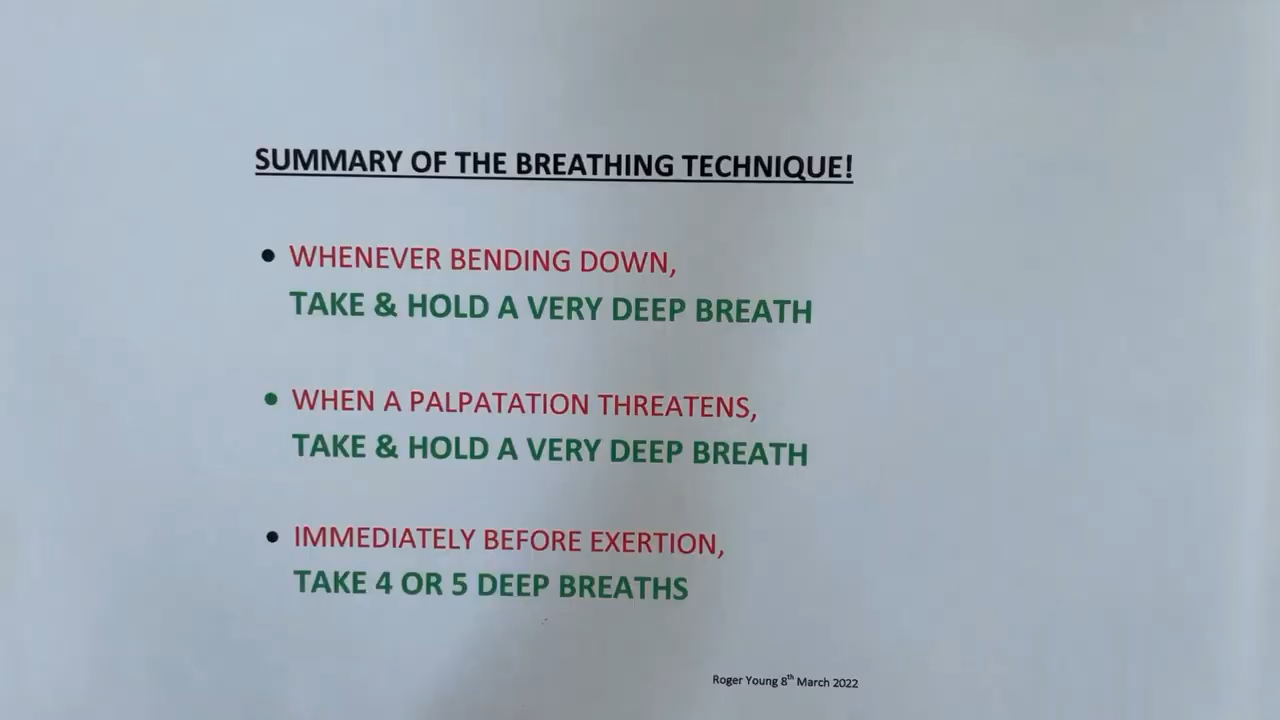 SUMMARY OF THE BREATHING TECHNIQUE!
• WHENEVER BENDING DOWN,
TAKE & HOLD A VERY DEEP BREATH
• WHEN A PALPATATION THREATENS,
TAKE & HOLD A VERY DEEP BREATH
• IMMEDIATELY BEFORE EXERTION,
TAKE 4 OR 5 DEEP BREATHS
Roger Young 8th March 2022